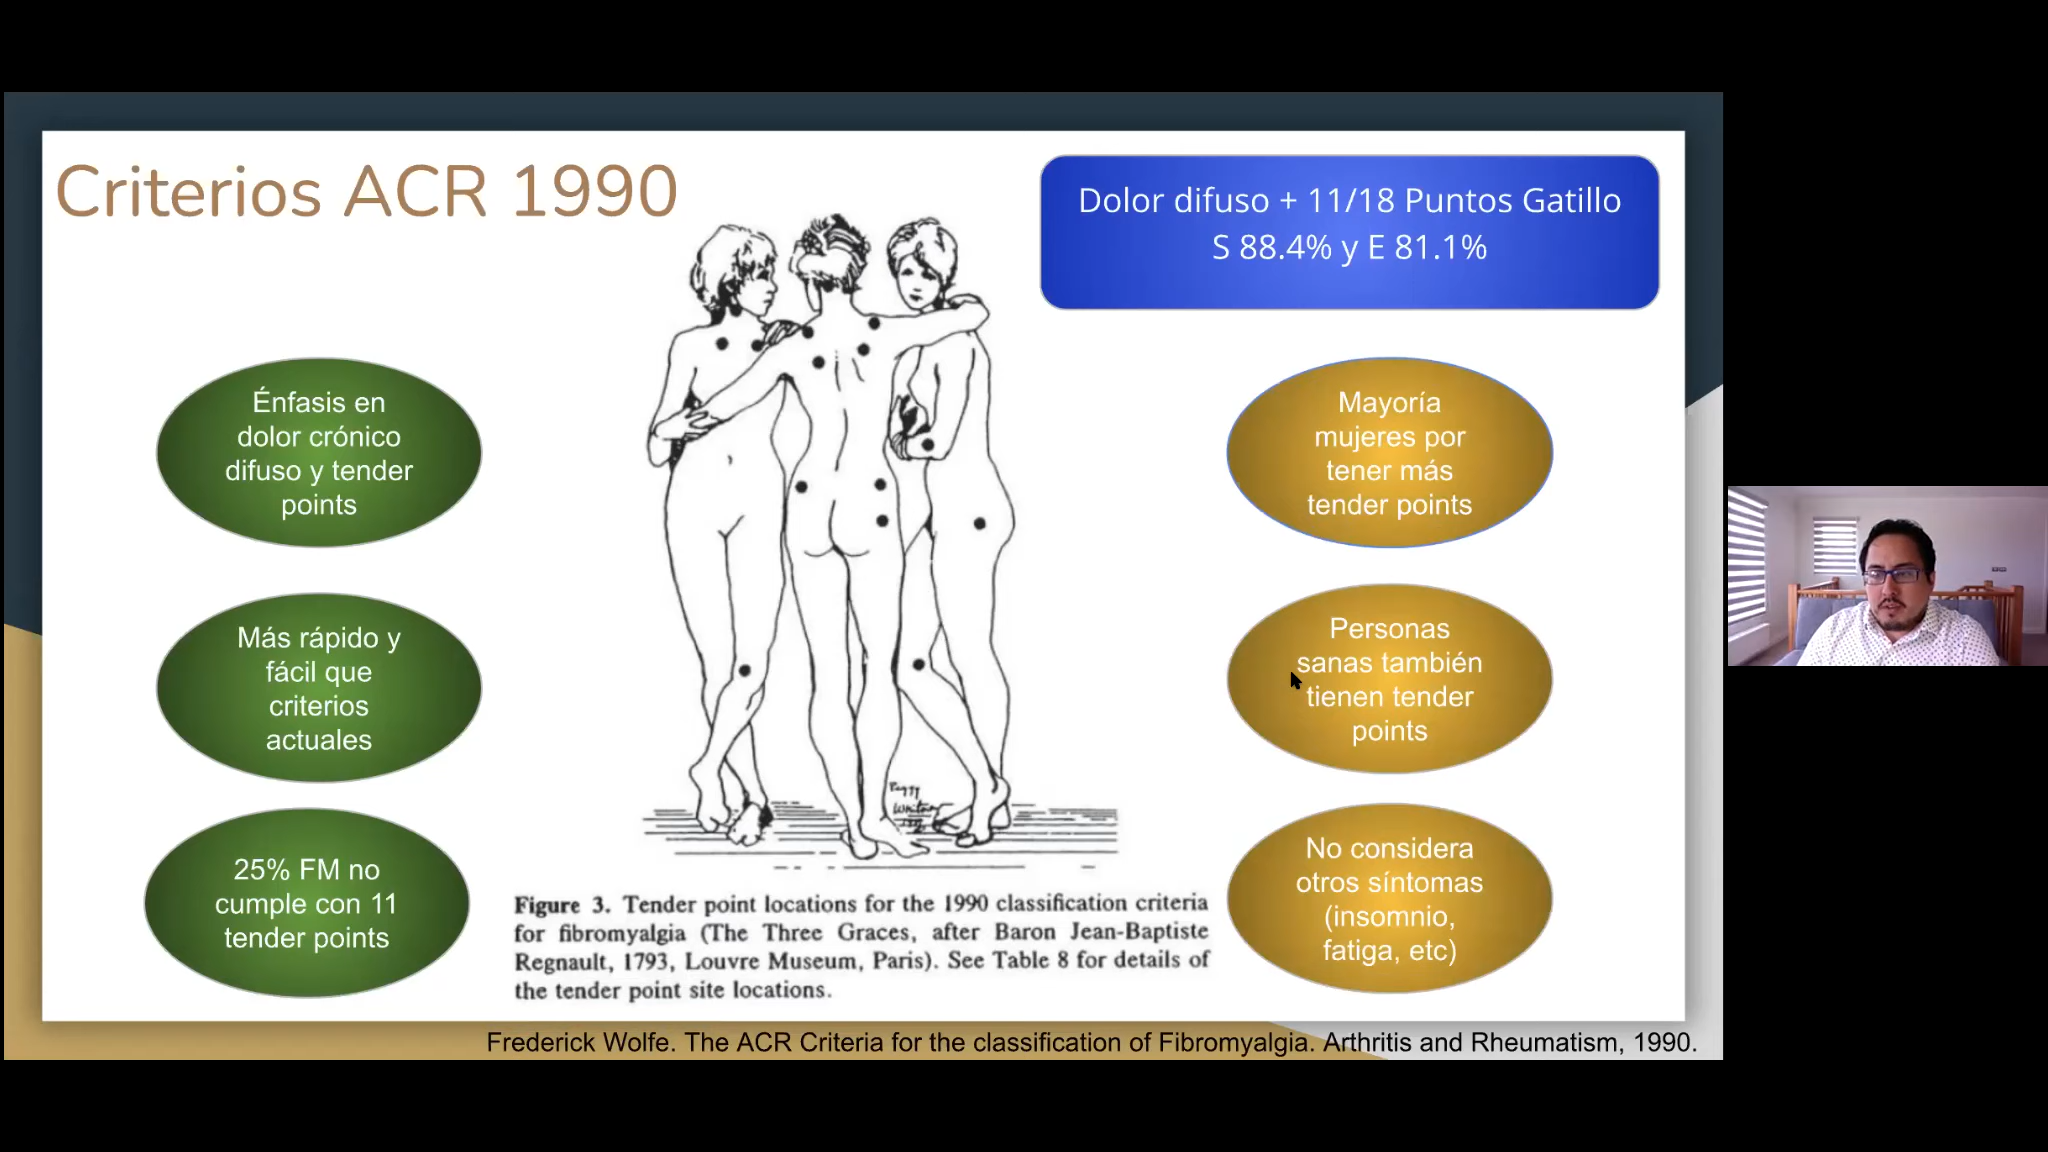 Criterios ACR 1990
Dolor difuso + 11/18 Puntos Gatillo
S 88.4% y E 81.1%
Énfasis en
dolor crónico
difuso y tender
points
Más rápido y
fácil que
criterios
actuales
25% FM no
cumple con 11
tender points
Mayoría
mujeres por
tener más
tender points
Personas
sanas también
tienen tender
points
No considera
otros síntomas
(insomnio,
fatiga, etc)
Figure 3. Tender point locations for the 1990 classification criteria
for fibromyalgia (The Three Graces, after Baron Jean-Baptiste
Regnault, 1793, Louvre Museum, Paris). See Table 8 for details of
the tender point site locations.
Frederick Wolfe. The ACR Criteria for the classification of Fibromyalgia. Arthritis and Rheumatism, 1990.